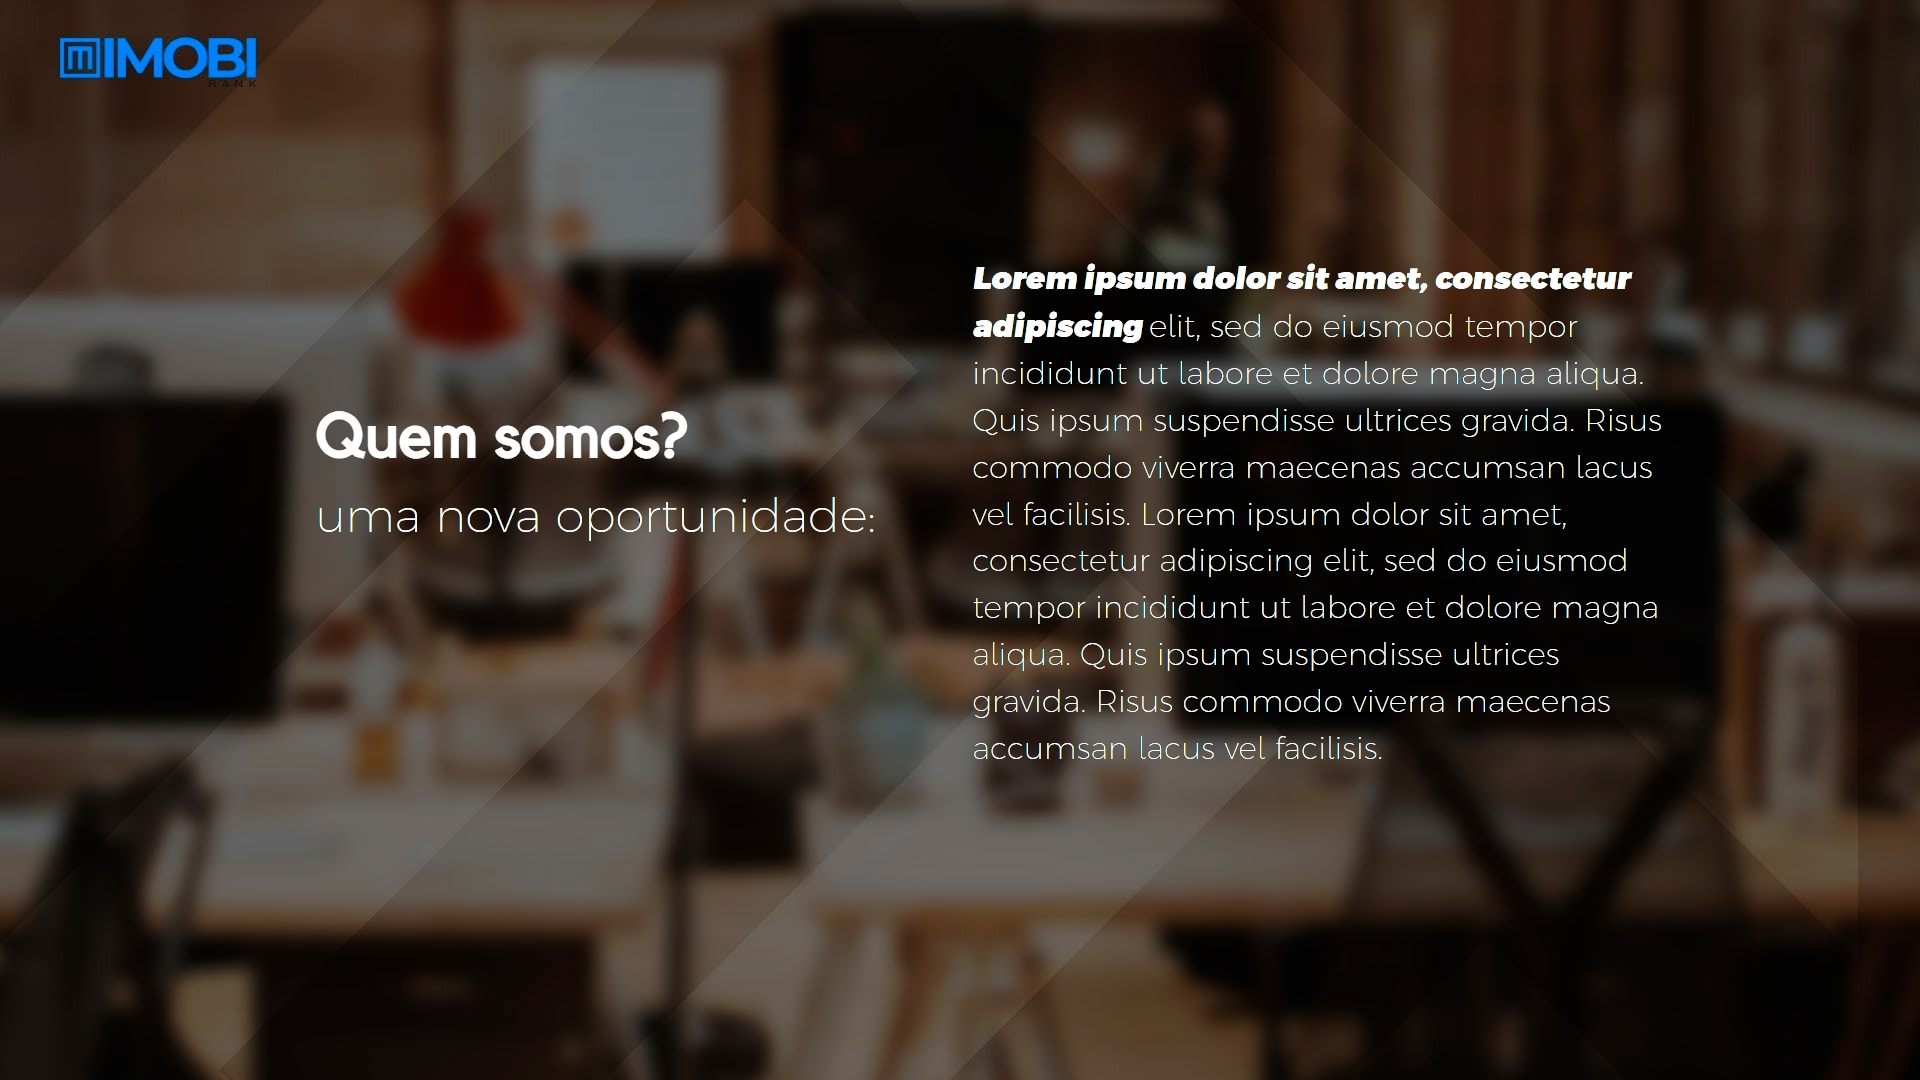 IMOBI
BANK
Quem somos?
uma nova oportunidade:
Lorem ipsum dolor sit amet, consectetur
adipiscing elit, sed do eiusmod tempor
incididunt ut labore et dolore magna aliqua.
Quis ipsum suspendisse ultrices gravida. Risus
commodo viverra maecenas accumsan lacus
vel facilisis. Lorem ipsum dolor sit amet,
consectetur adipiscing elit, sed do eiusmod
tempor incididunt ut labore et dolore magna
aliqua. Quis ipsum suspendisse ultrices
gravida. Risus commodo viverra maecenas
accumsan lacus vel facilisis.